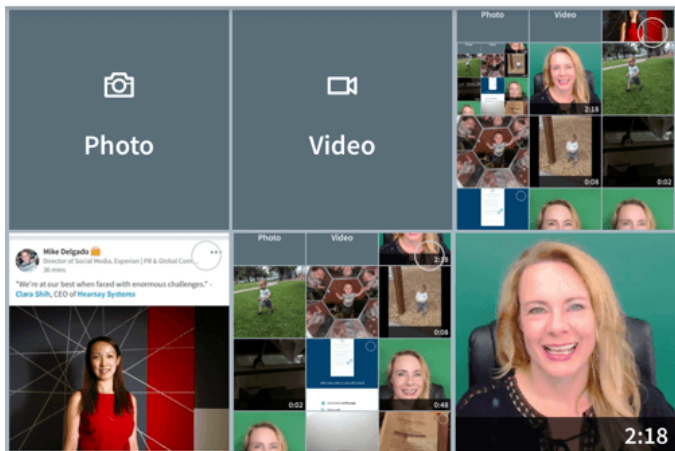 Photo
Video
Photo
Video
2:18
0:08
0:02
Mike Delgado
Director of Social Media, Experian | PR & Global Com...
36 mins
"We're at our best when faced with enormous challenges." -
Clara Shih, CEO of Hearsay Systems
Photo
Video
2:18
0:08
0:02
0:48
2:18